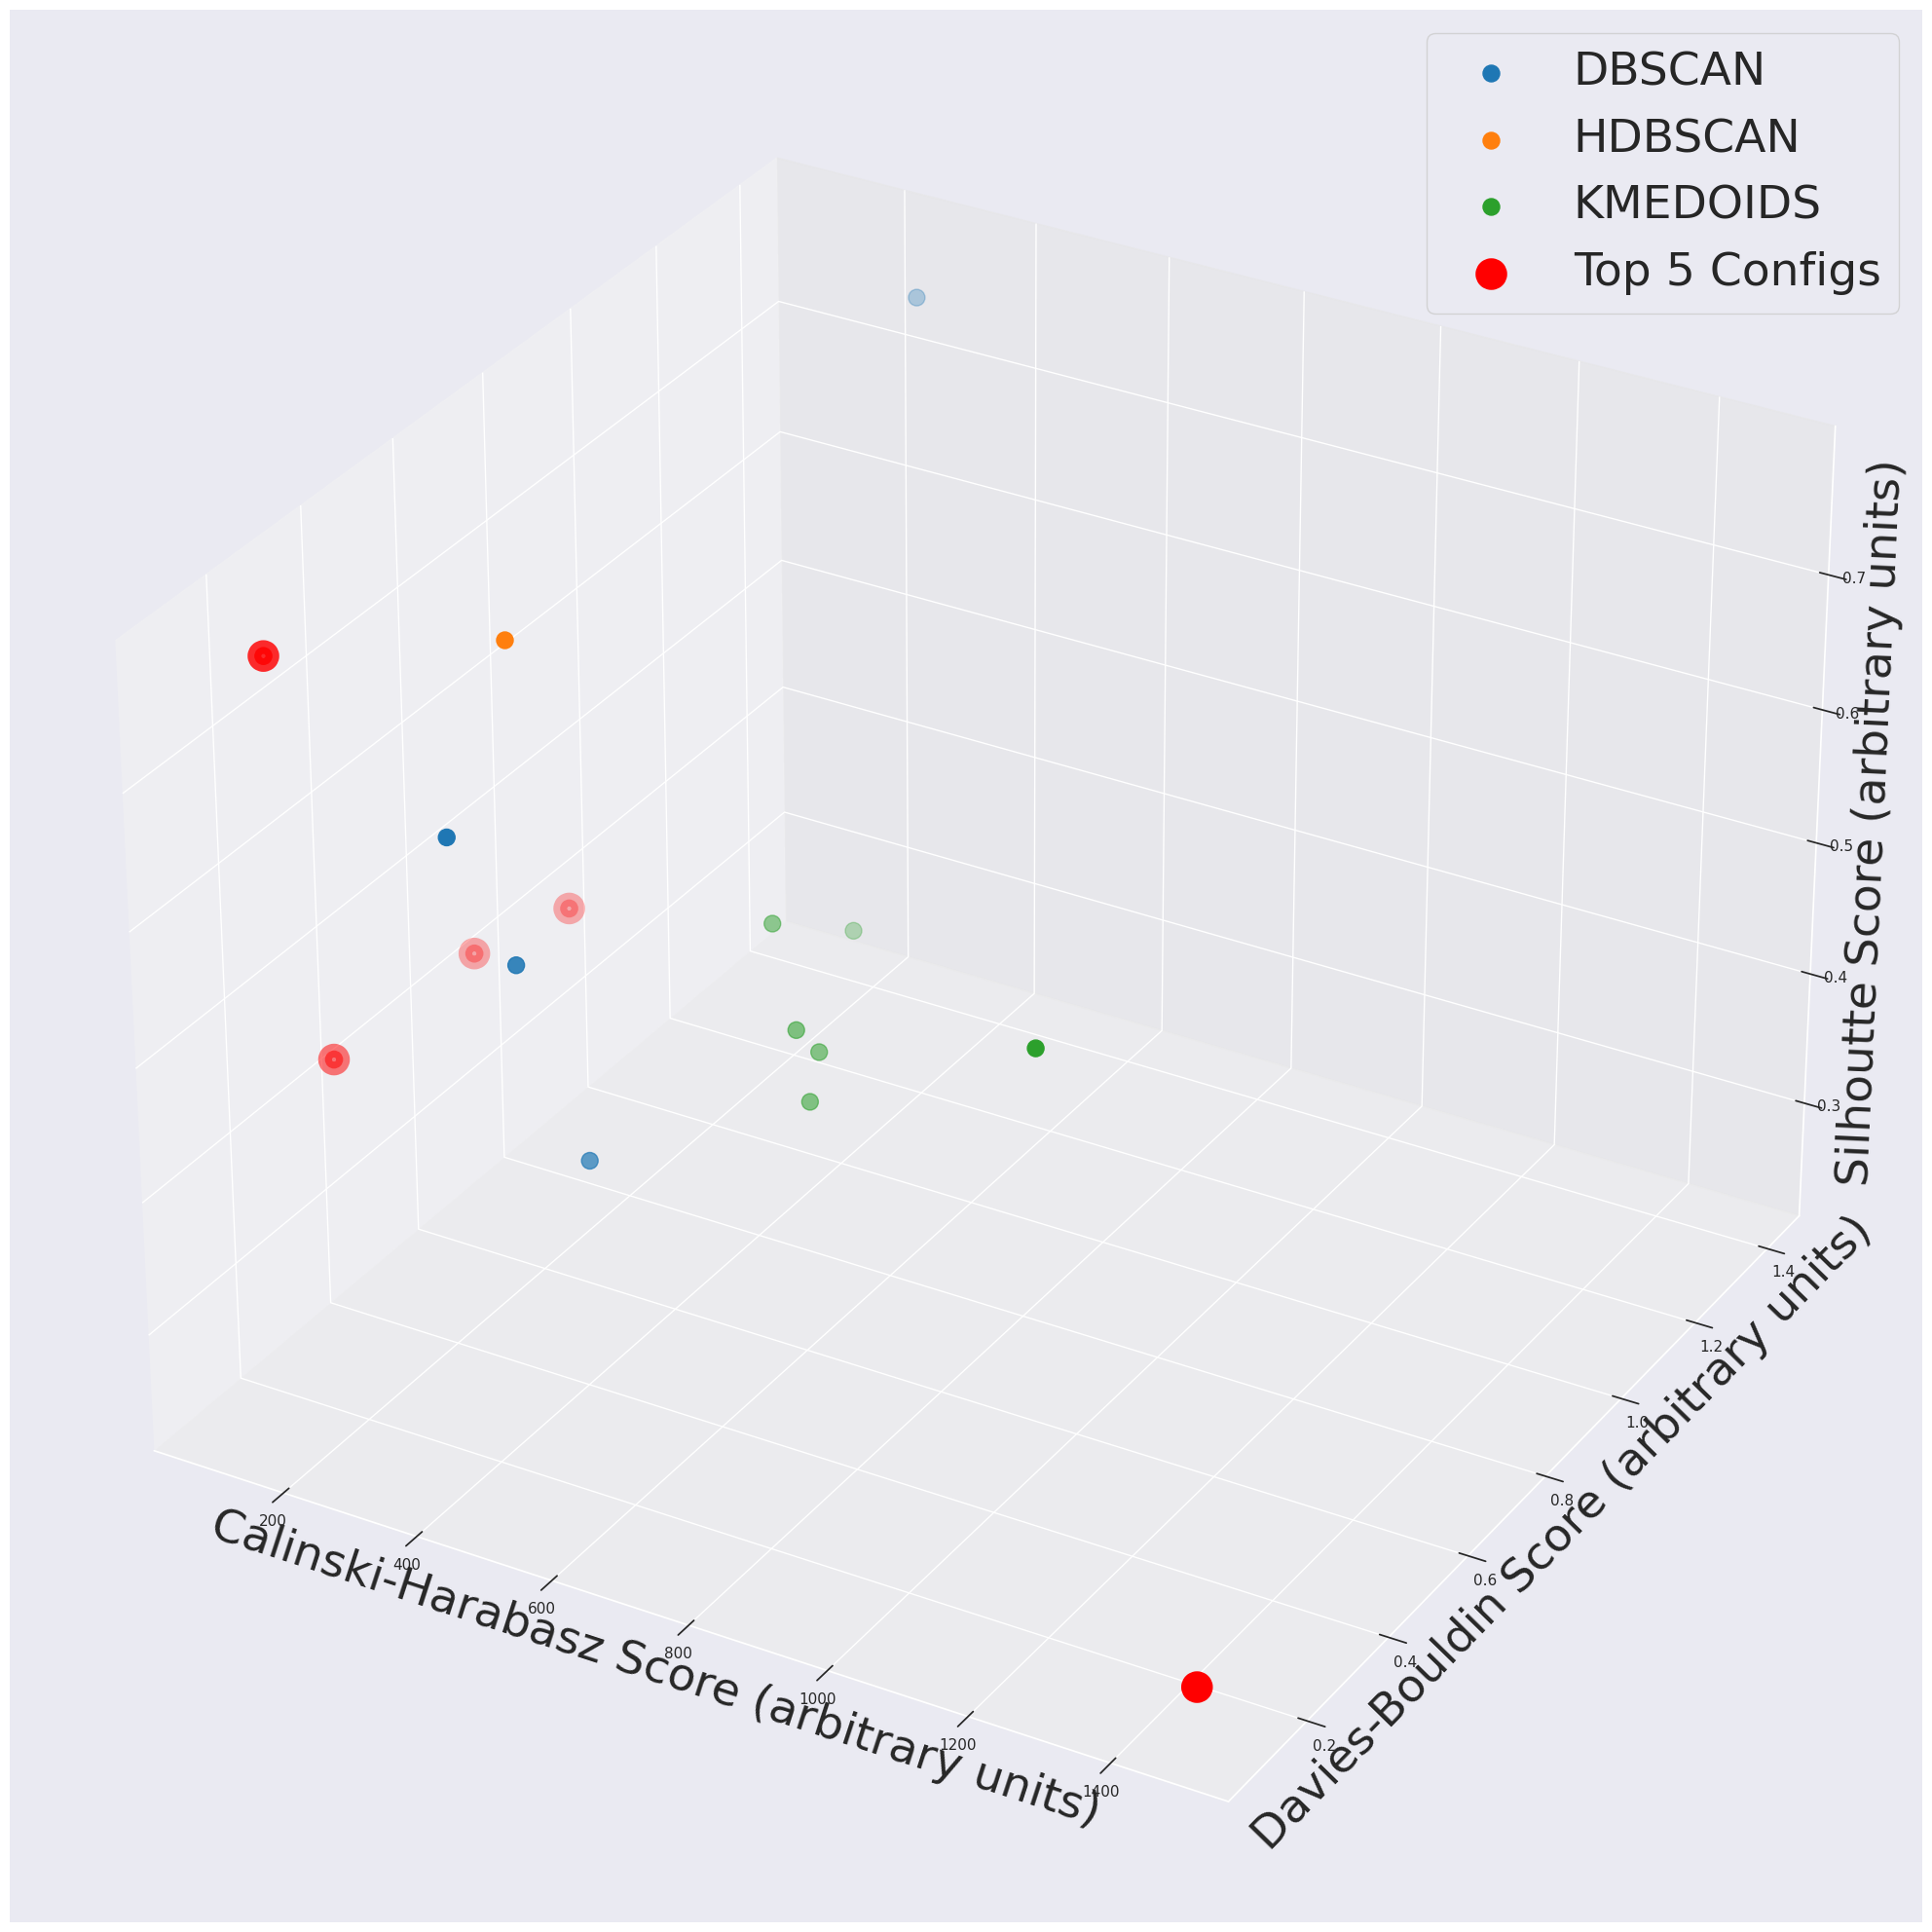 DBSCAN
HDBSCAN
KMEDOIDS
Top 5 Configs
0.7
0.6
0.5
0.4
0.3
Silhoutte Score (arbitrary units)
1.4
1.2
1.0
0.8
0.6
0.4
0.2
Davies-Bouldin Score (arbitrary units)
200
400
600
800
1000
1200
1400
Calinski-Harabasz Score (arbitrary units)